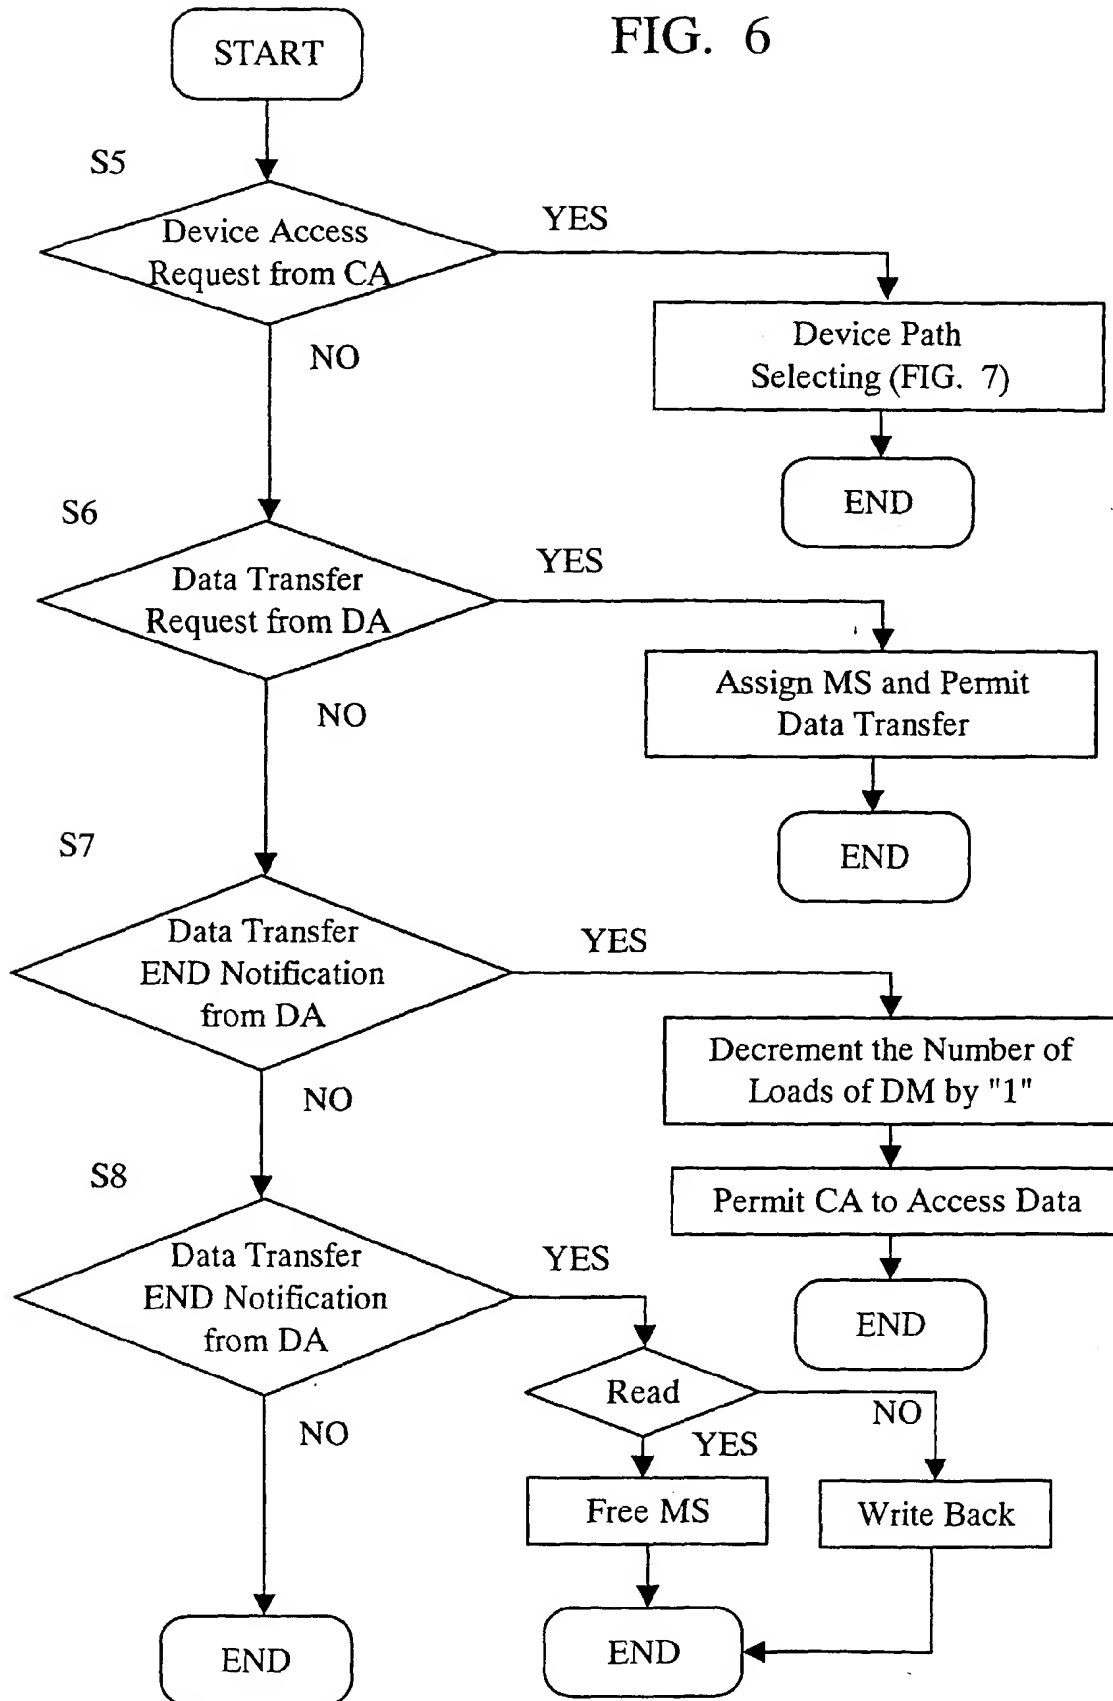 FIG. 6
START
S5
Device Access
Request from CA
YES
NO
Device Path
Selecting (FIG. 7)
END
S6
Data Transfer
Request from DA
YES
NO
Assign MS and Permit
Data Transfer
END
S7
Data Transfer
END Notification
from DA
YES
NO
Decrement the Number of
Loads of DM by "1"
Permit CA to Access Data
END
S8
Data Transfer
END Notification
from DA
YES
NO
Read
YES
NO
Free MS
Write Back
END
END